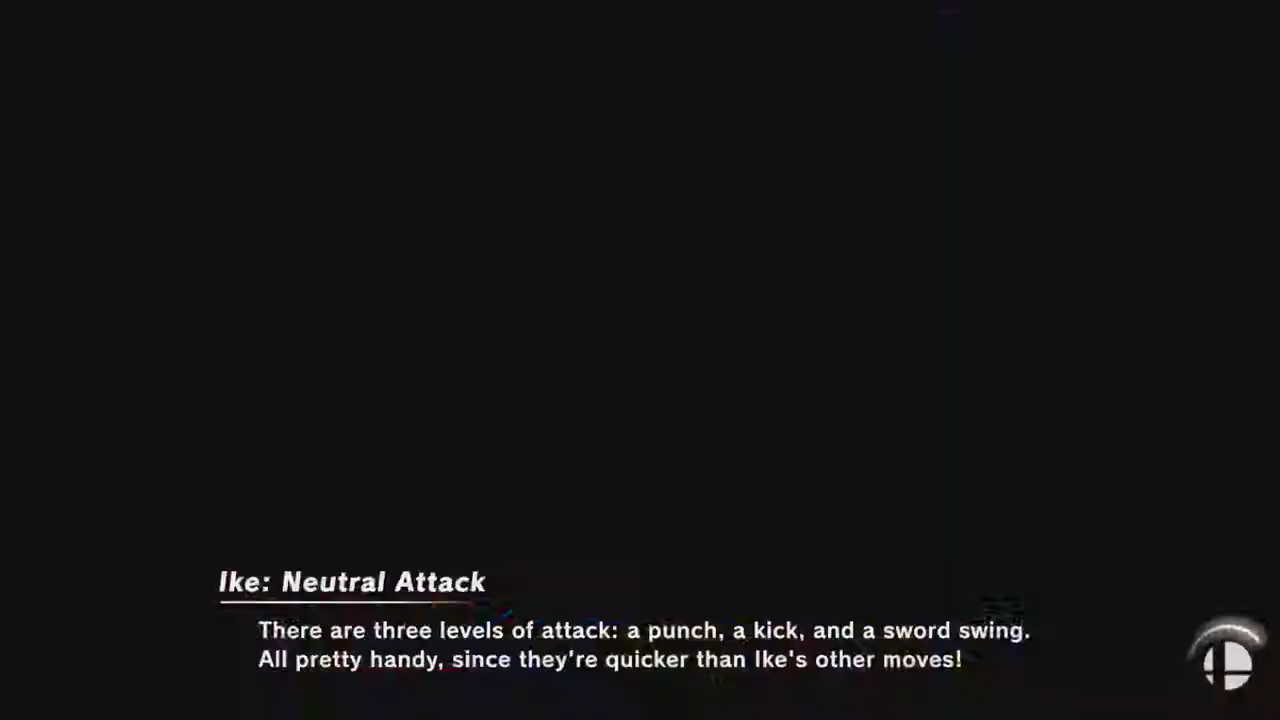 Ike: Neutral Attack
There are three levels of attack: a punch, a kick, and a sword swing.
All pretty handy, since they're quicker than Ike's other moves!